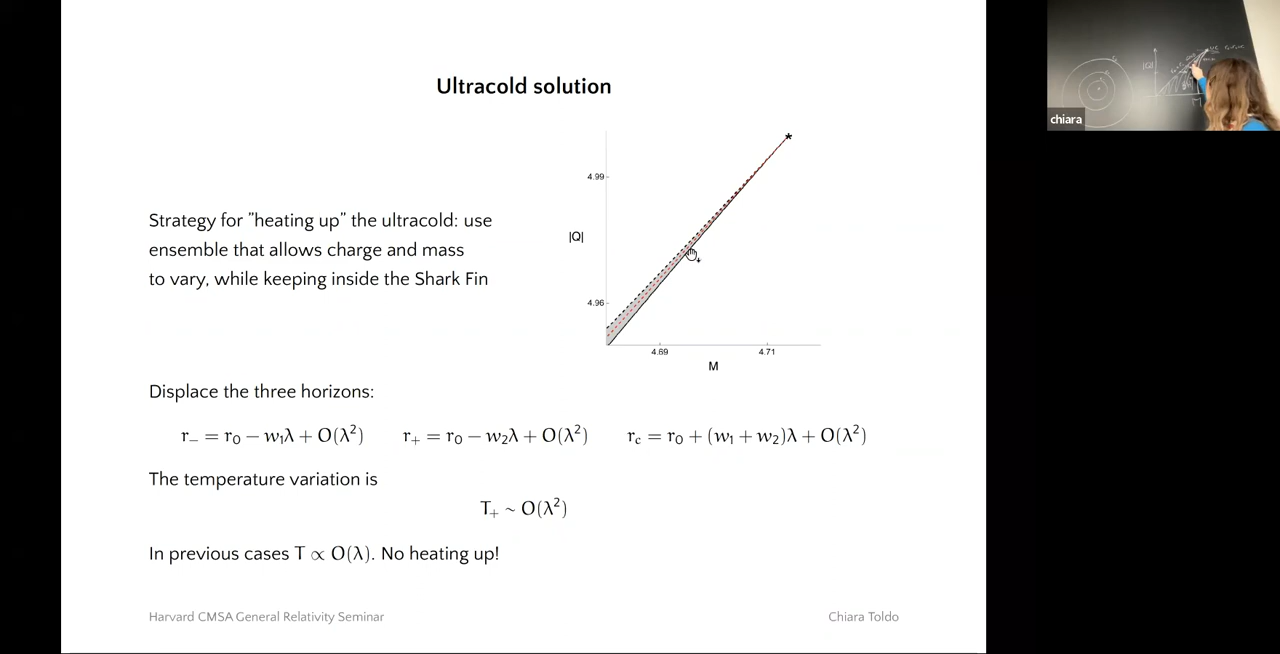 Ultracold solution
Strategy for "heating up" the ultracold: use
ensemble that allows charge and mass
to vary, while keeping inside the Shark Fin
|Q|
4.99
4.96
4.69
4.71
M
*
Displace the three horizons:
r₋ = r₀ − w₁λ + O(λ²) r₊ = r₀ − w₂λ + O(λ²) r_c = r₀ + (w₁ + w₂)λ + O(λ²)
The temperature variation is
T₊ ~ O(λ²)
In previous cases T ∝ O(λ). No heating up!
Harvard CMSA General Relativity Seminar
Chiara Toldo
chiara
|Q|
M